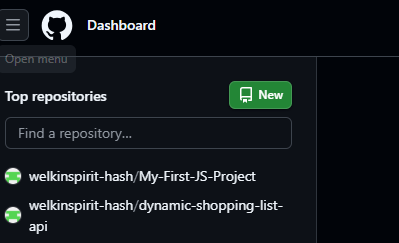 Dashboard
Open menu
Top repositories
New
Find a repository...
welkinspirit-hash/My-First-JS-Project
welkinspirit-hash/dynamic-shopping-list-
api